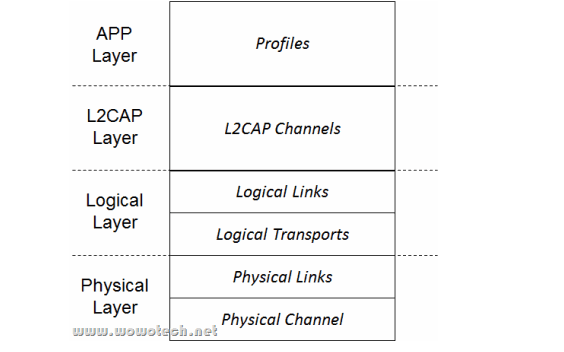 APP
Layer
Profiles
L2CAP
Layer
L2CAP Channels
Logical
Layer
Logical Links
Logical Transports
Physical
Layer
Physical Links
Physical Channel
www.wowotech.net